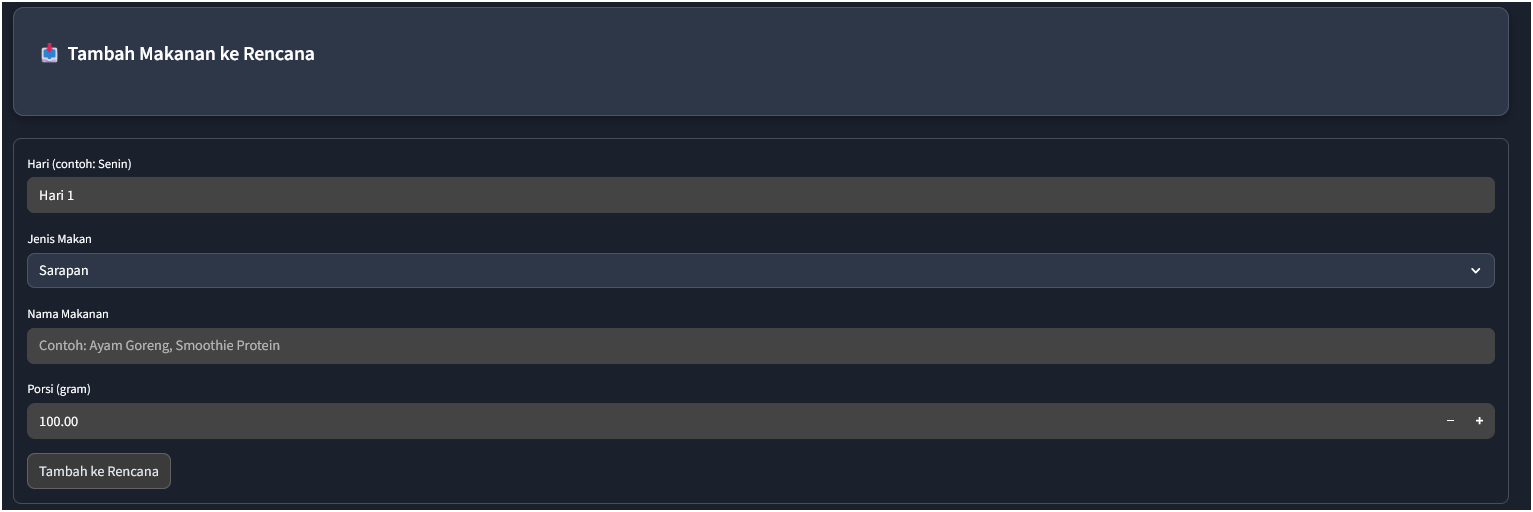 Tambah Makanan ke Rencana
Hari (contoh: Senin)
Hari 1
Jenis Makan
Sarapan
Nama Makanan
Contoh: Ayam Goreng, Smoothie Protein
Porsi (gram)
100.00
Tambah ke Rencana